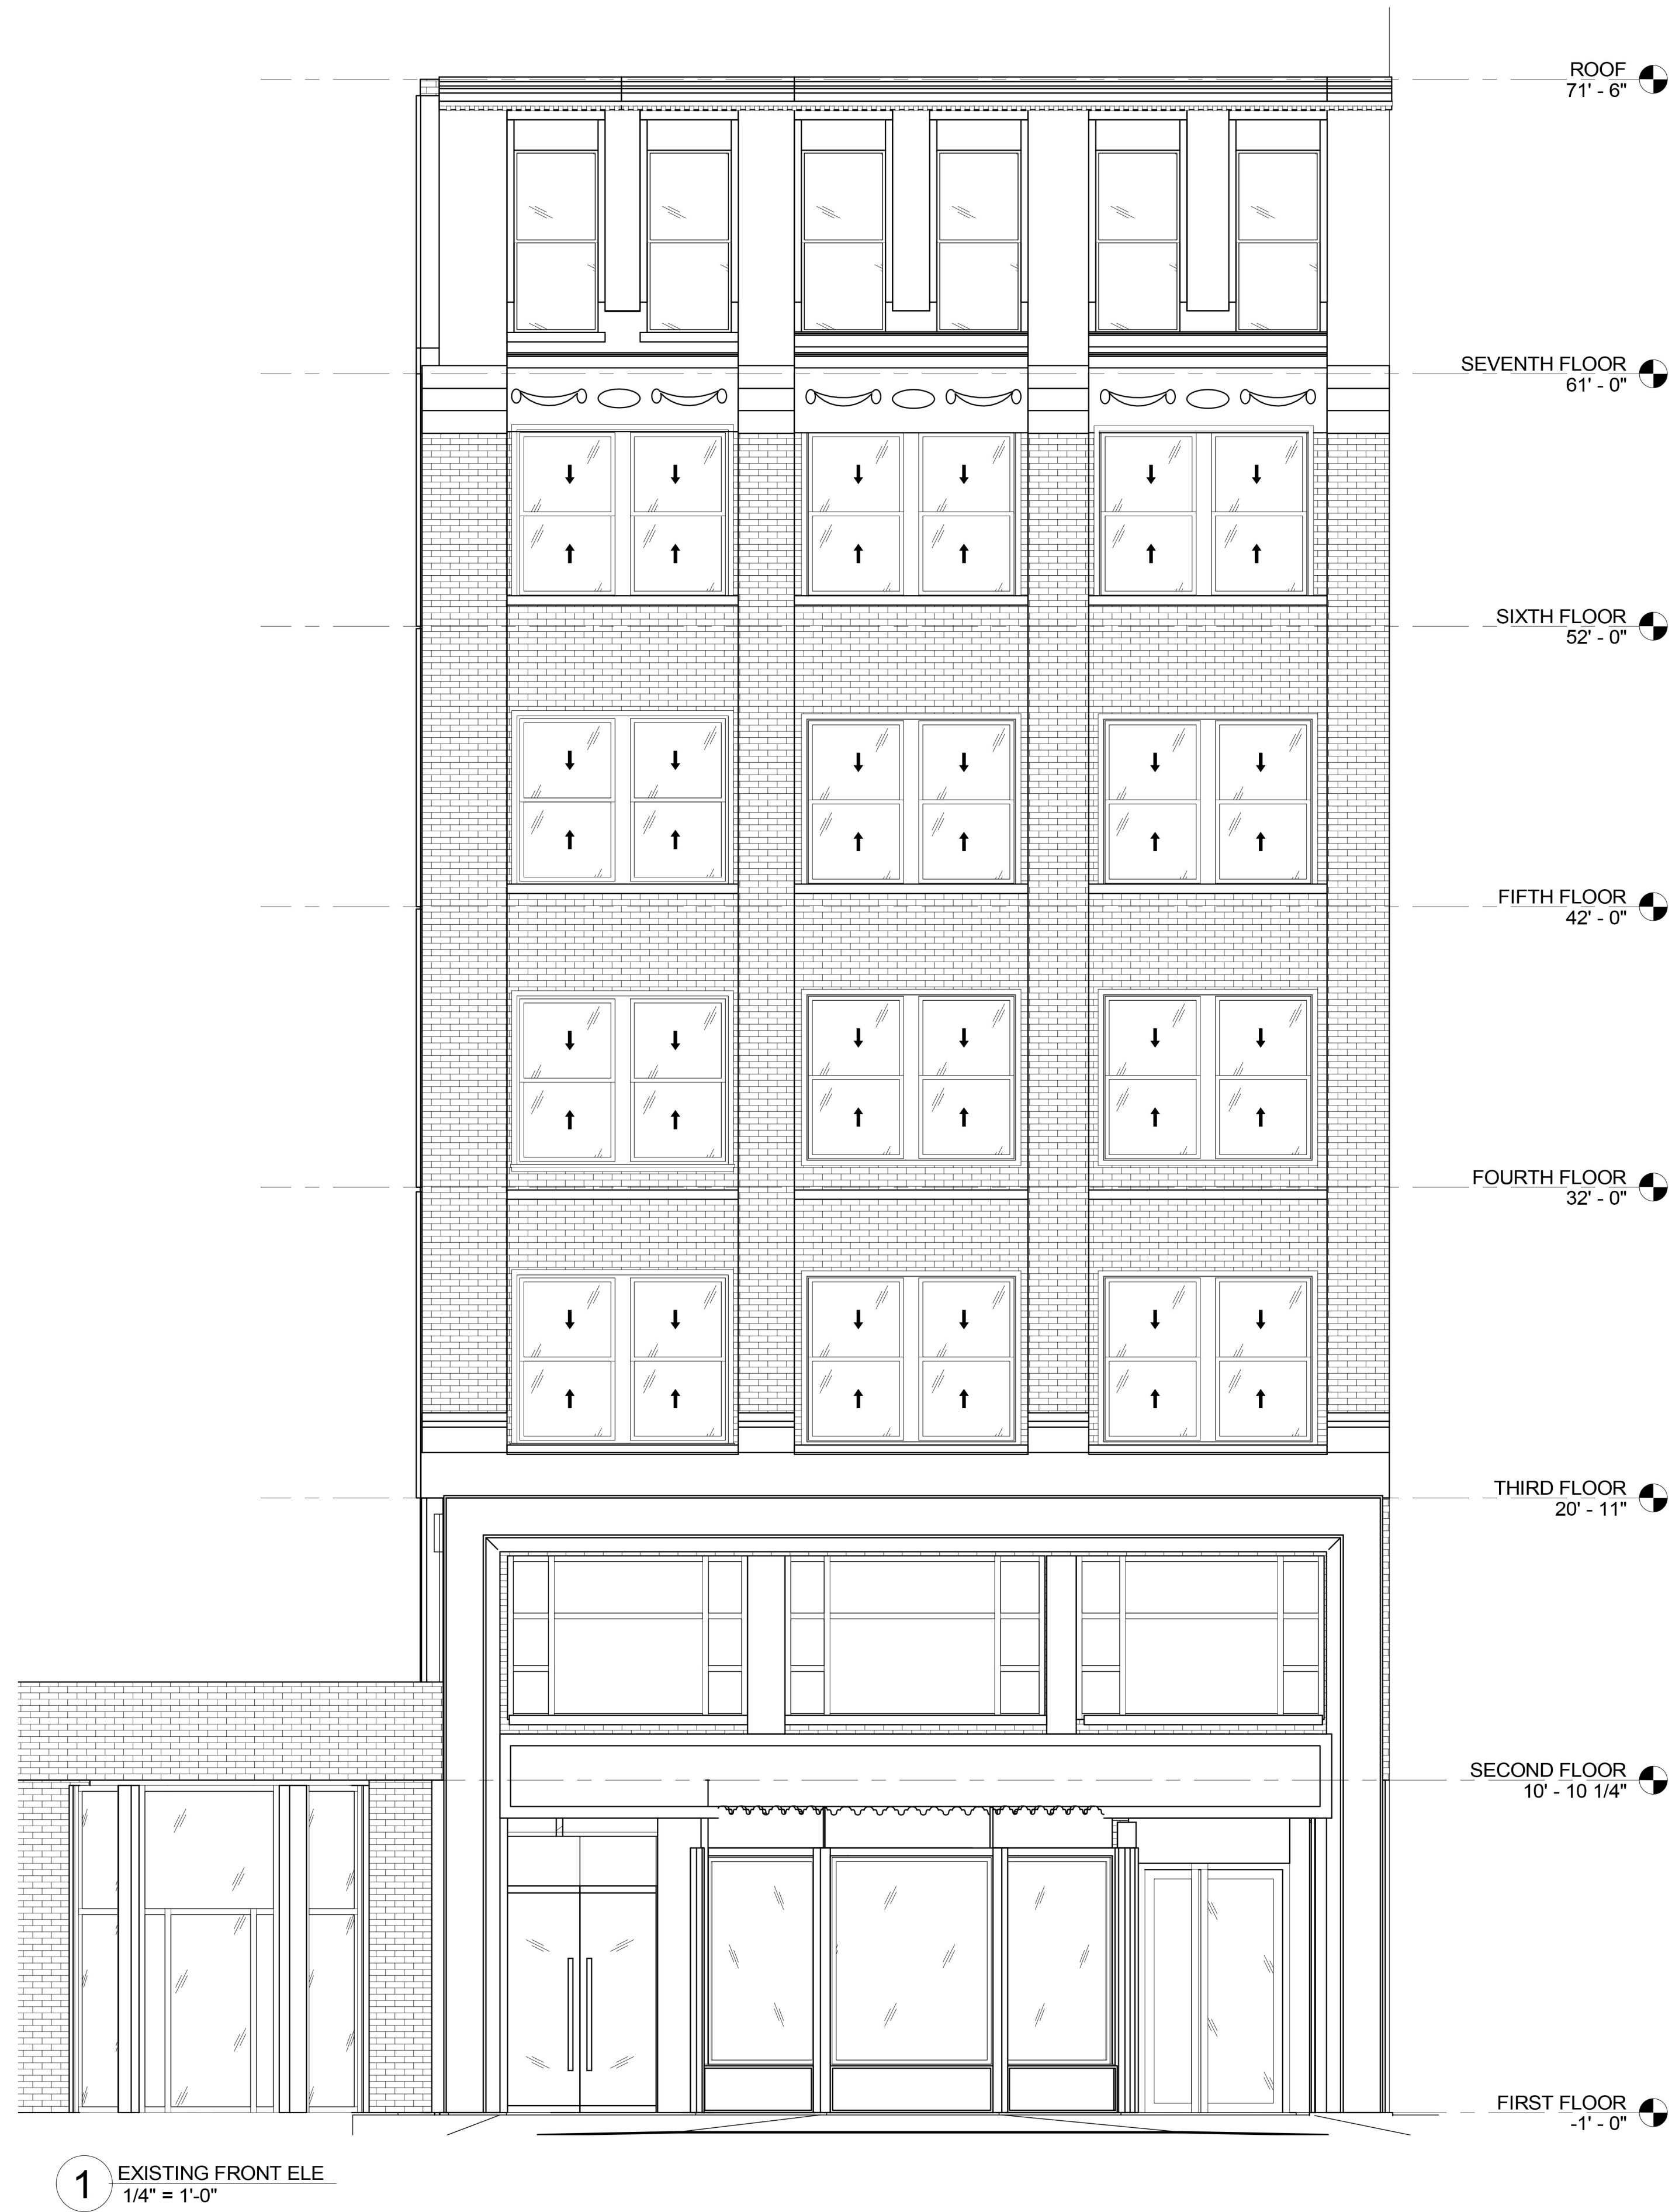 ROOF
71' - 6"
SEVENTH FLOOR
61' - 0"
SIXTH FLOOR
52' - 0"
FIFTH FLOOR
42' - 0"
FOURTH FLOOR
32' - 0"
THIRD FLOOR
20' - 11"
SECOND FLOOR
10' - 10 1/4"
FIRST FLOOR
-1' - 0"
1
EXISTING FRONT ELE
1/4" = 1'-0"